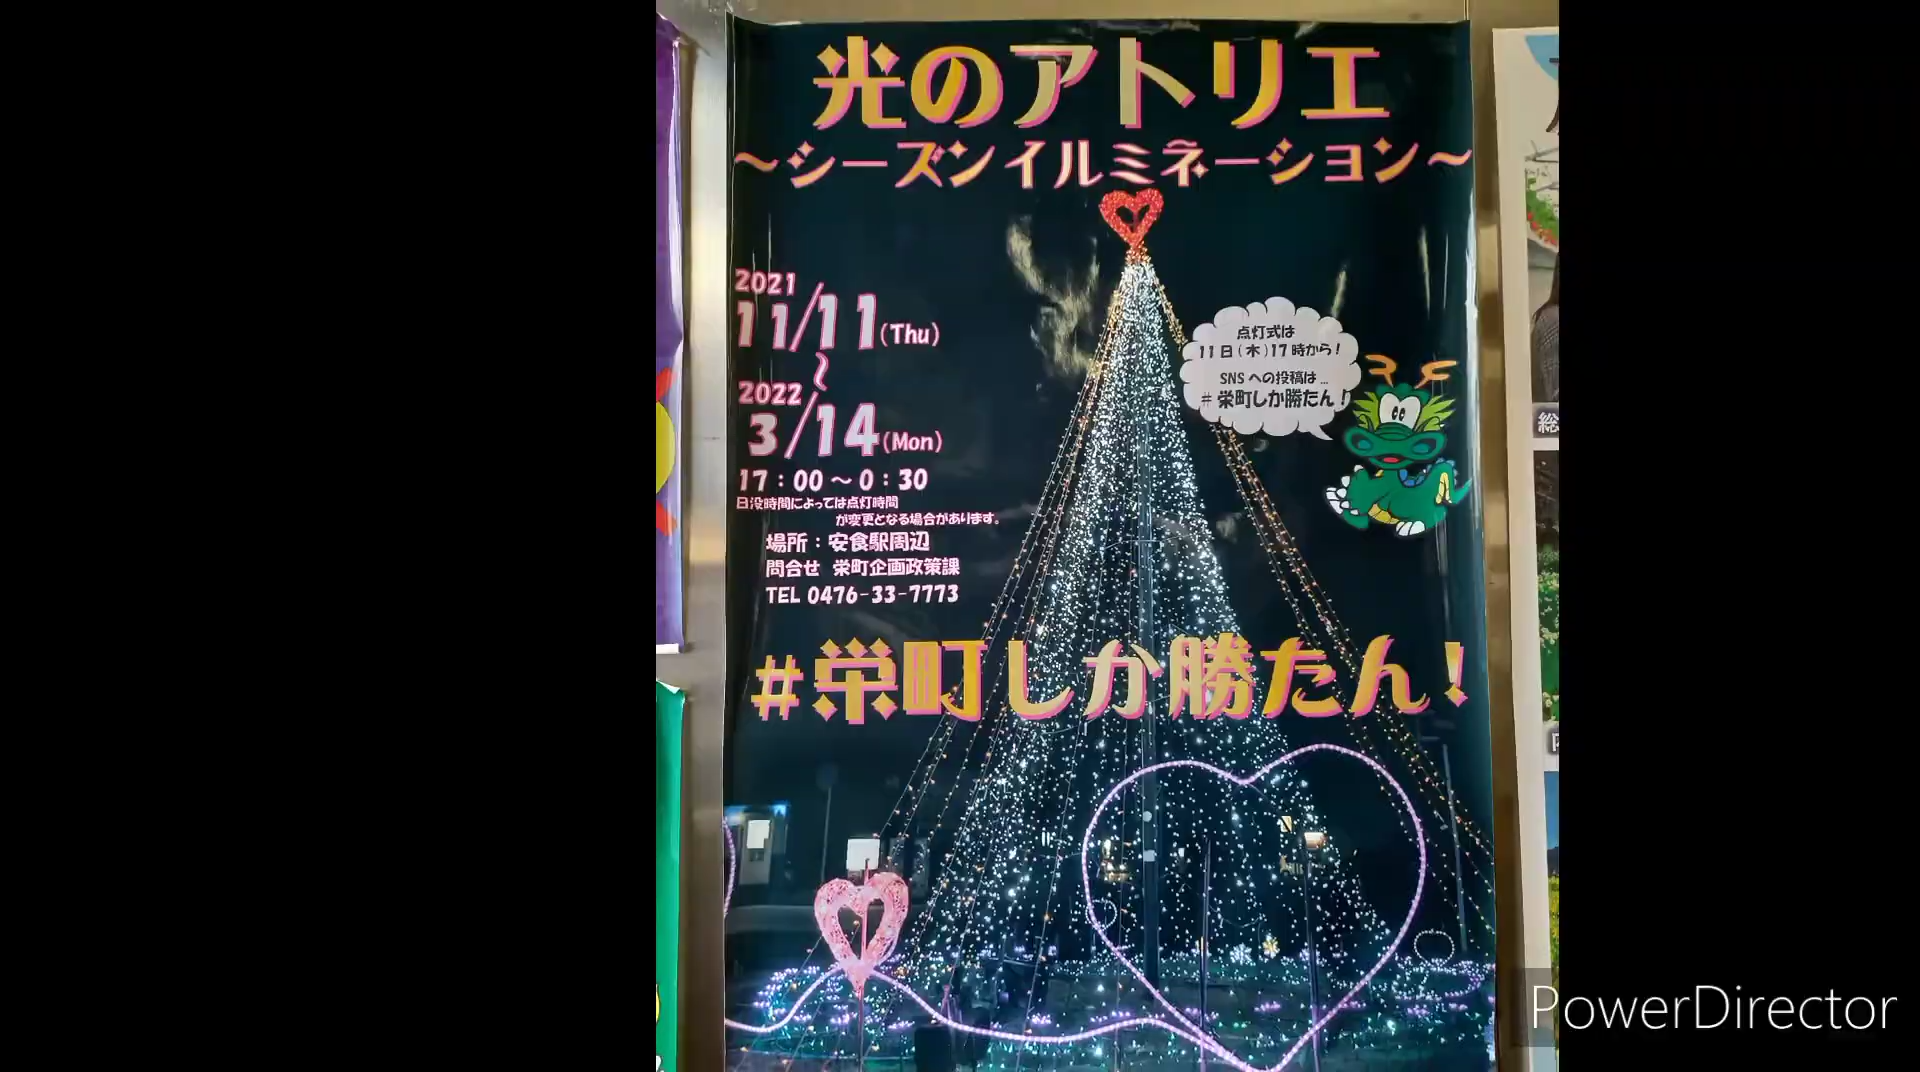 光のアトリエ
～シーズンイルミネーション～
2021
11/11(Thu)
～
2022
3/14(Mon)
17：00～0：30
日没時間によっては点灯時間
が変更となる場合があります。
場所：安食駅周辺
問合せ 栄町企画政策課
TEL 0476-33-7773
点灯式は
11日(木)17時から！
SNSへの投稿は…
#栄町しか勝たん！
#栄町しか勝たん！
総
PowerDirector